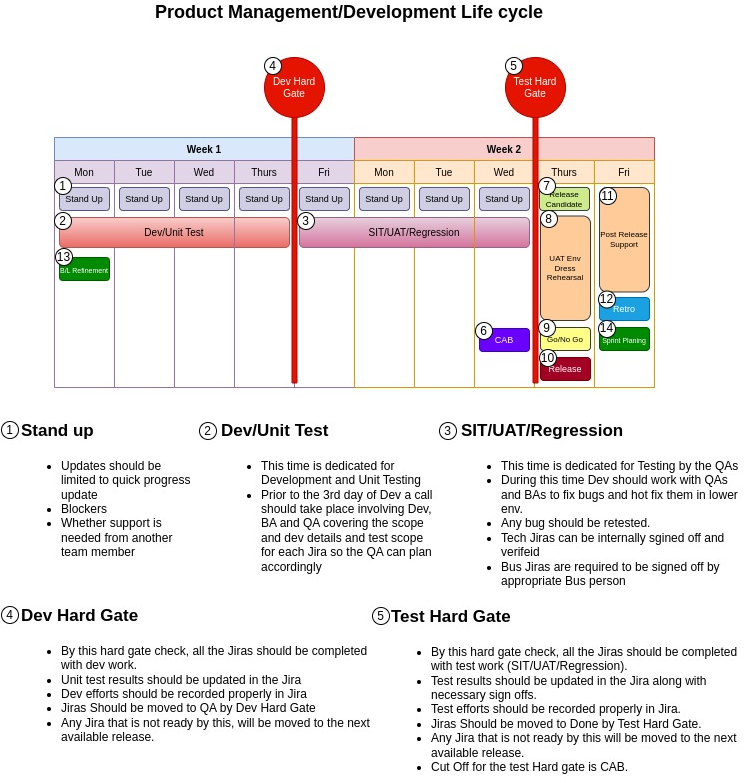 Product Management/Development Life cycle
4
Dev Hard
Gate
5
Test Hard
Gate
Week 1
Week 2
Mon
Tue
Wed
Thurs
Fri
Mon
Tue
Wed
Thurs
Fri
1
Stand Up
Stand Up
Stand Up
Stand Up
Stand Up
Stand Up
Stand Up
Stand Up
7
Release
Candidate
11
Post Release
Support
2
Dev/Unit Test
3
SIT/UAT/Regression
8
UAT Env
Dress
Rehearsal
13
B/L Refinement
12
Retro
6
CAB
9
Go/No Go
14
Sprint Planing
10
Release
1 Stand up
Updates should be
limited to quick progress
update
Blockers
Whether support is
needed from another
team member
2 Dev/Unit Test
This time is dedicated for
Development and Unit Testing
Prior to the 3rd day of Dev a call
should take place involving Dev,
BA and QA covering the scope
and dev details and test scope
for each Jira so the QA can plan
accordingly
3 SIT/UAT/Regression
This time is dedicated for Testing by the QAs
During this time Dev should work with QAs
and BAs to fix bugs and hot fix them in lower
env.
Any bug should be retested.
Tech Jiras can be internally sgined off and
verifeid
Bus Jiras are required to be signed off by
appropriate Bus person
4 Dev Hard Gate
By this hard gate check, all the Jiras should be completed
with dev work.
Unit test results should be updated in the Jira
Dev efforts should be recorded properly in Jira
Jiras Should be moved to QA by Dev Hard Gate
Any Jira that is not ready by this, will be moved to the next
available release.
5 Test Hard Gate
By this hard gate check, all the Jiras should be completed
with test work (SIT/UAT/Regression).
Test results should be updated in the Jira along with
necessary sign offs.
Test efforts should be recorded properly in Jira.
Jiras Should be moved to Done by Test Hard Gate.
Any Jira that is not ready by this will be moved to the next
available release.
Cut Off for the test Hard gate is CAB.